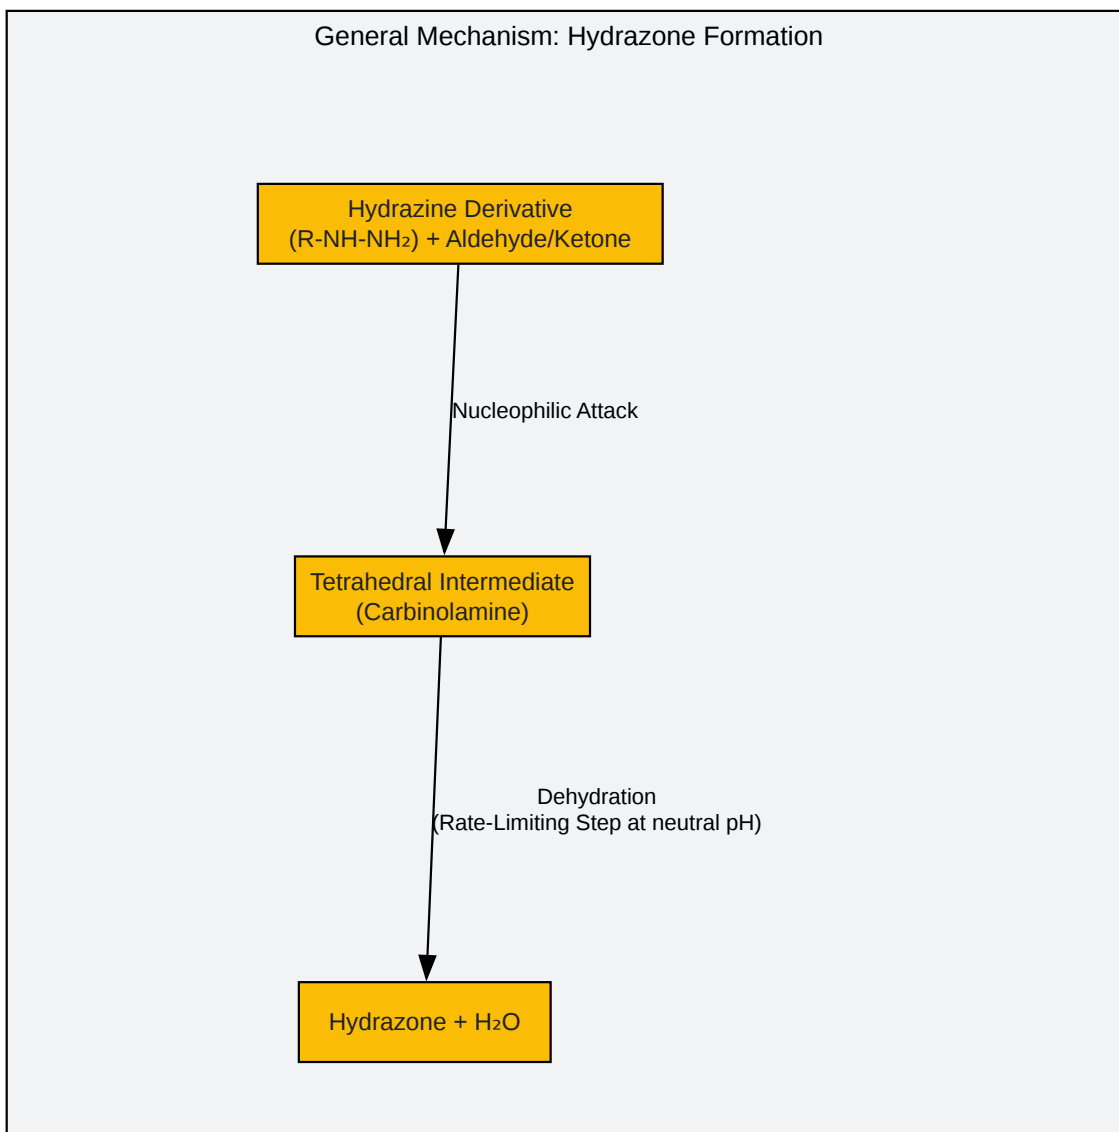 General Mechanism: Hydrazone Formation
Hydrazine Derivative
(R-NH-NH₂) + Aldehyde/Ketone
Nucleophilic Attack
Tetrahedral Intermediate
(Carbinolamine)
Dehydration
(Rate-Limiting Step at neutral pH)
Hydrazone + H₂O